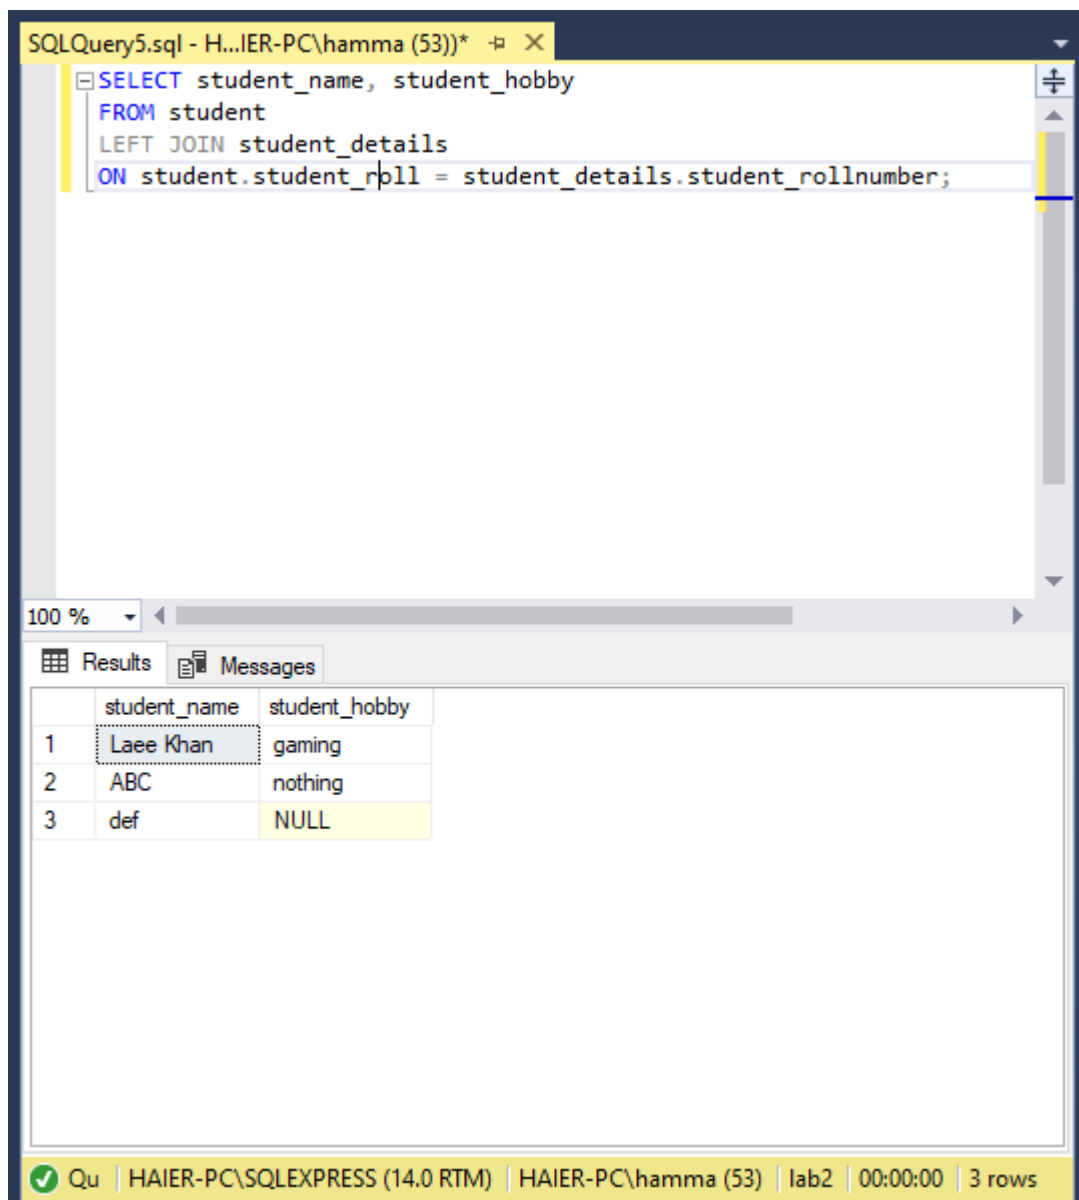 SQLQuery5.sql - H...IER-PC\hamma (53))*
SELECT student_name, student_hobby
FROM student
LEFT JOIN student_details
ON student.student_roll = student_details.student_rollnumber;
100 %
Results Messages
student_name student_hobby
1 Laee Khan gaming
2 ABC nothing
3 def NULL
Qu HAIER-PC\SQLEXPRESS (14.0 RTM) HAIER-PC\hamma (53) lab2 00:00:00 3 rows